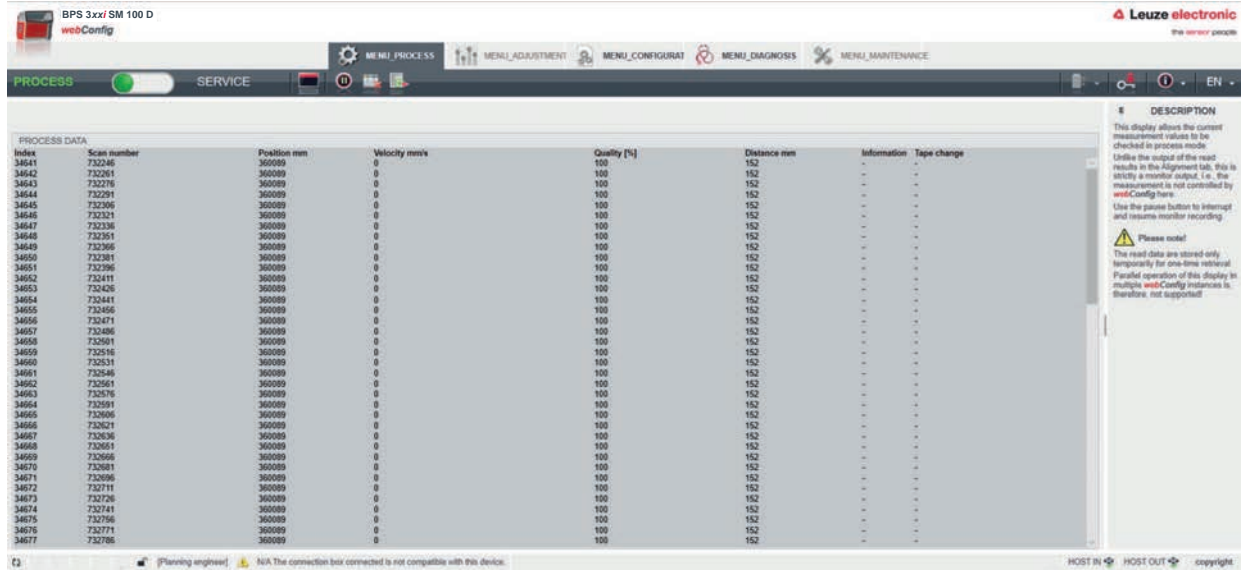 BPS 3xxi SM 100 D
webConfig
Leuze electronic
the sensor people
MENU_PROCESS MENU_ADJUSTMENT MENU_CONFIGURAT MENU_DIAGNOSIS MENU_MAINTENANCE
PROCESS SERVICE EN
PROCESS DATA
Index Scan number Position mm Velocity mm/s Quality [%] Distance mm Information Tape change
34641 732246 360089 0 100 152 - -
34642 732261 360089 0 100 152 - -
34643 732276 360089 0 100 152 - -
34644 732291 360089 0 100 152 - -
34645 732306 360089 0 100 152 - -
34646 732321 360089 0 100 152 - -
34647 732336 360089 0 100 152 - -
34648 732351 360089 0 100 152 - -
34649 732366 360089 0 100 152 - -
34650 732381 360089 0 100 152 - -
34651 732396 360089 0 100 152 - -
34652 732411 360089 0 100 152 - -
34653 732426 360089 0 100 152 - -
34654 732441 360089 0 100 152 - -
34655 732456 360089 0 100 152 - -
34656 732471 360089 0 100 152 - -
34657 732486 360089 0 100 152 - -
34658 732501 360089 0 100 152 - -
34659 732516 360089 0 100 152 - -
34660 732531 360089 0 100 152 - -
34661 732546 360089 0 100 152 - -
34662 732561 360089 0 100 152 - -
34663 732576 360089 0 100 152 - -
34664 732591 360089 0 100 152 - -
34665 732606 360089 0 100 152 - -
34666 732621 360089 0 100 152 - -
34667 732636 360089 0 100 152 - -
34668 732651 360089 0 100 152 - -
34669 732666 360089 0 100 152 - -
34670 732681 360089 0 100 152 - -
34671 732696 360089 0 100 152 - -
34672 732711 360089 0 100 152 - -
34673 732726 360089 0 100 152 - -
34674 732741 360089 0 100 152 - -
34675 732756 360089 0 100 152 - -
34676 732771 360089 0 100 152 - -
34677 732786 360089 0 100 152 - -
DESCRIPTION
This display allows the current
measurement values to be
checked in process mode.
Unlike the output of the read
results in the Alignment tab, this is
strictly a monitor output, i.e., the
measurement is not controlled by
webConfig here.
Use the pause button to interrupt
and resume monitor recording.
Please note!
The read data are stored only
temporarily for one-time retrieval.
Parallel operation of this display in
multiple webConfig instances is,
therefore, not supported!
[Planning engineer] N/A The connection box connected is not compatible with this device.
HOST IN HOST OUT copyright